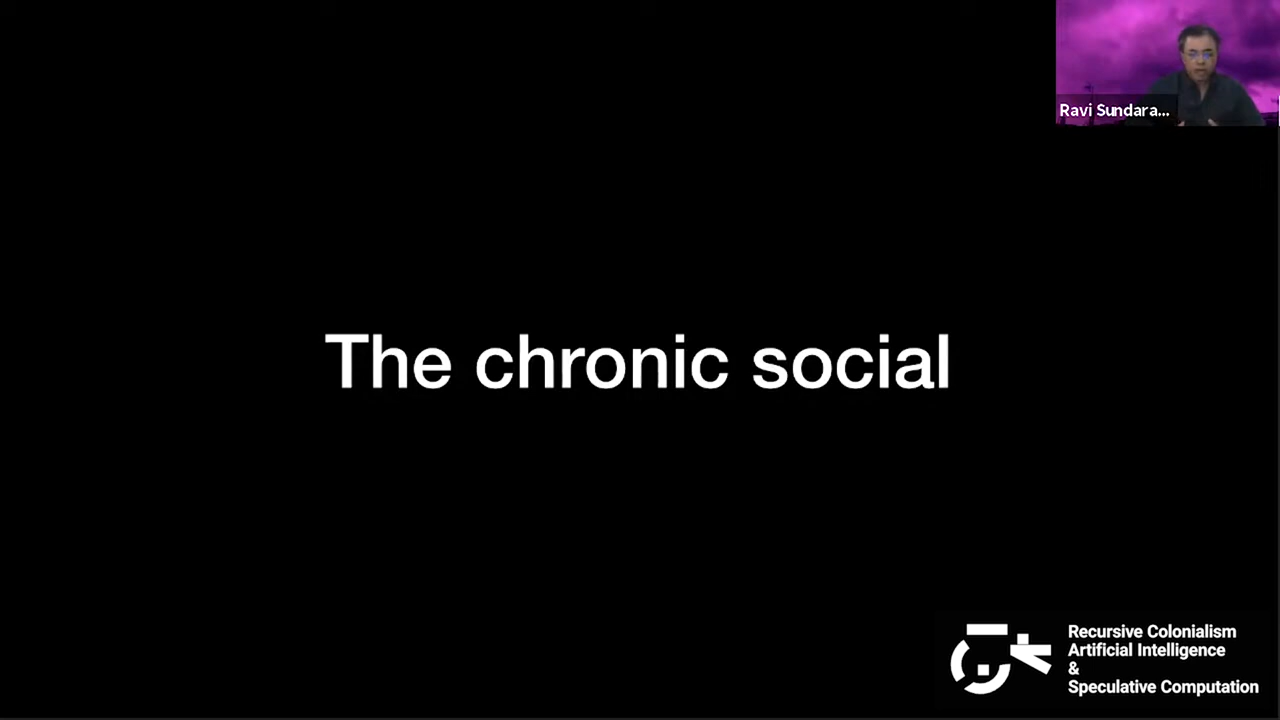 Ravi Sundara...
The chronic social
Recursive Colonialism
Artificial Intelligence
&
Speculative Computation